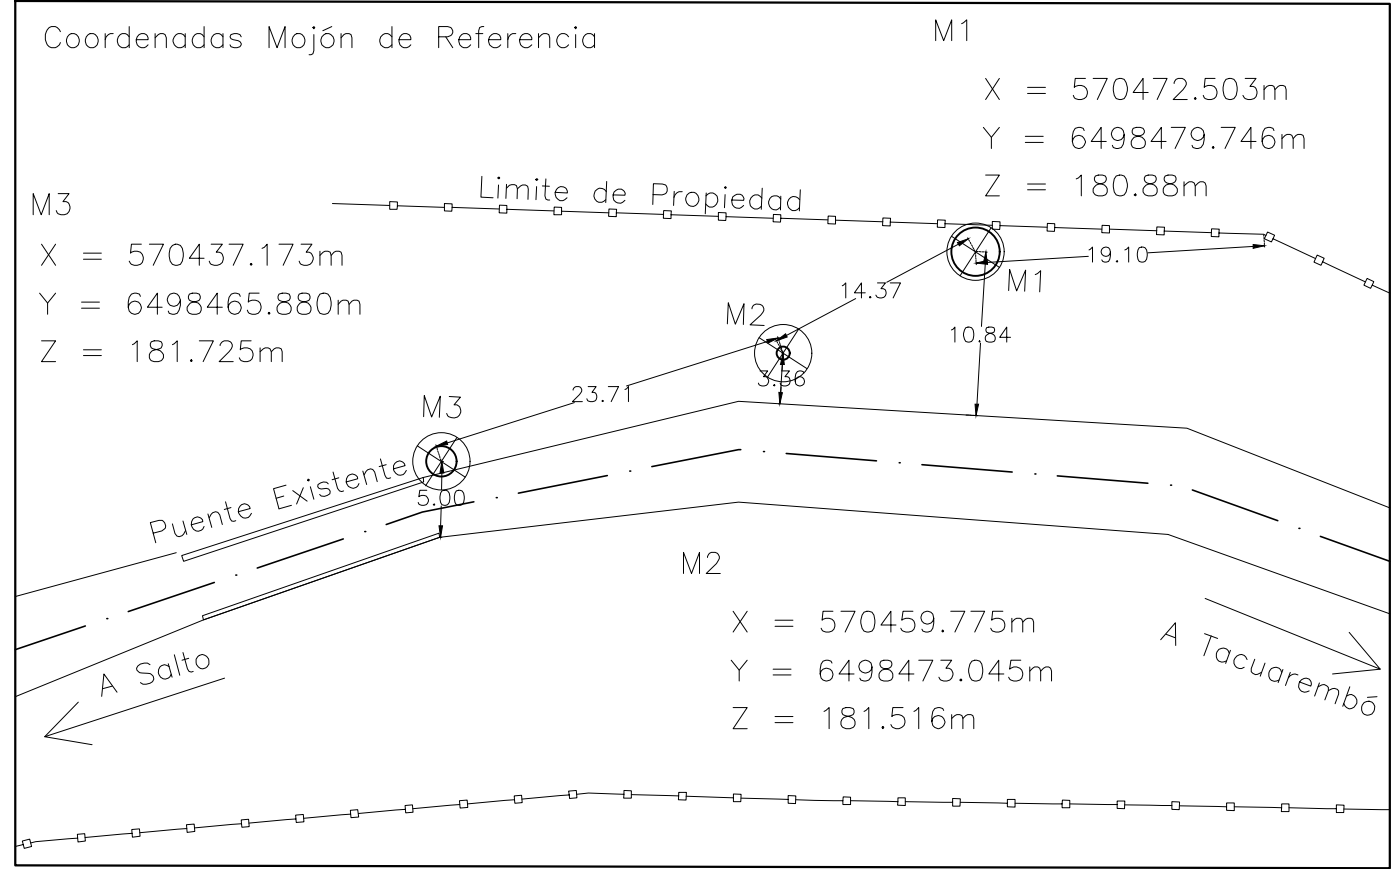 Coordenadas Mojón de Referencia
M1
X = 570472.503m
Y = 6498479.746m
Z = 180.88m
Limite de Propiedad
M3
X = 570437.173m
Y = 6498465.880m
Z = 181.725m
19.10
M1
14.37
M2
10.84
3.36
23.71
M3
Puente Existente
5.00
M2
X = 570459.775m
Y = 6498473.045m
Z = 181.516m
A Salto
A Tacuarembó